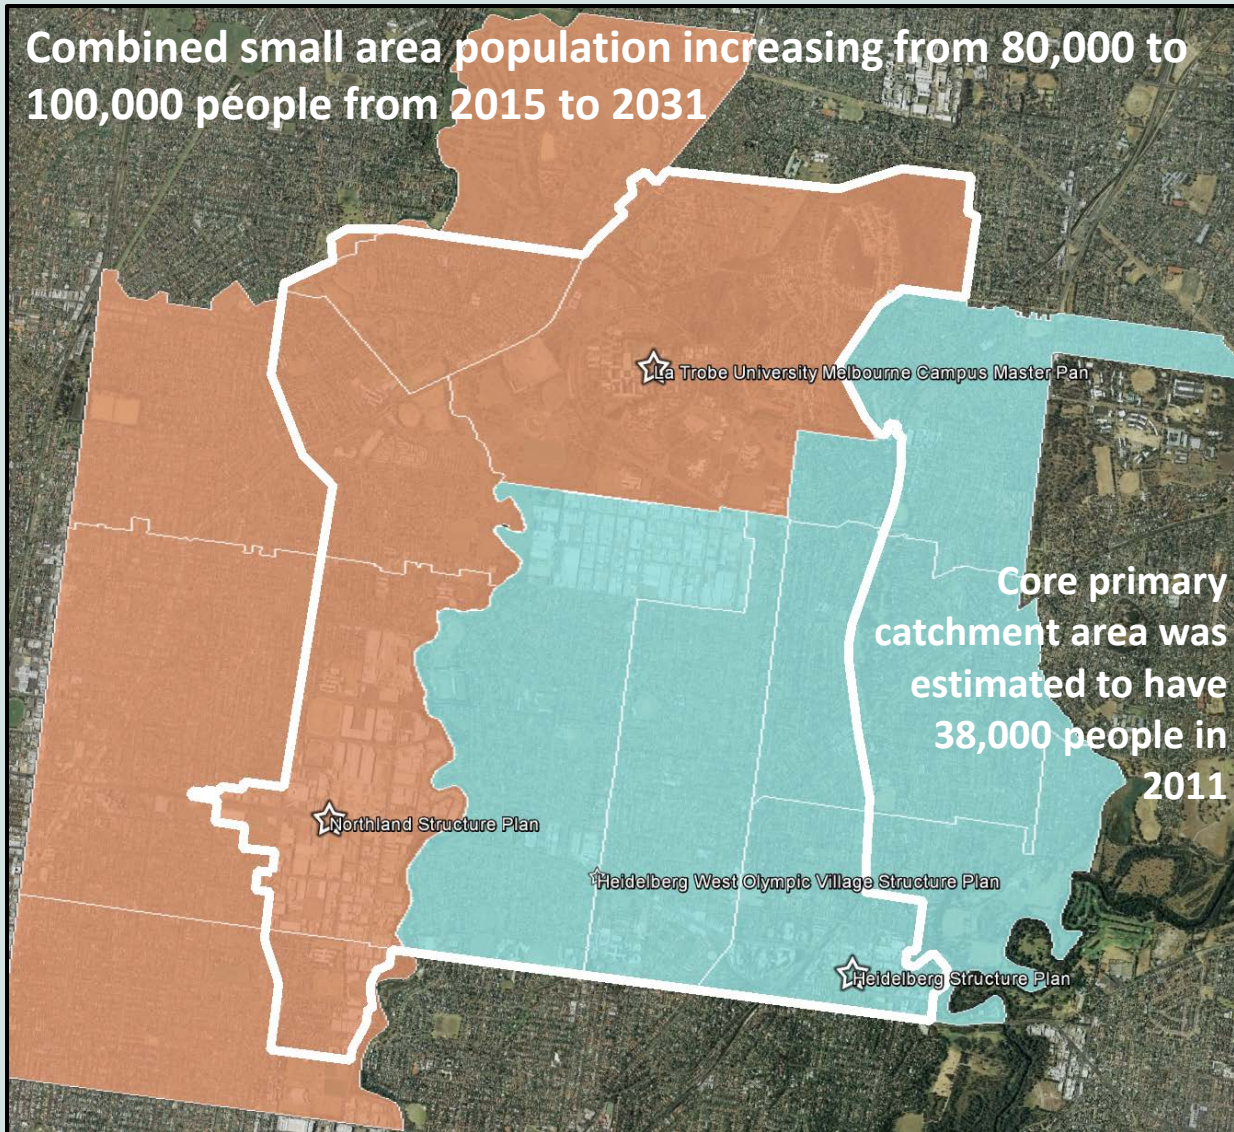 Combined small area population increasing from 80,000 to
100,000 people from 2015 to 2031
La Trobe University Melbourne Campus Master Pan
Core primary
catchment area was
estimated to have
38,000 people in
2011
Northland Structure Plan
Heidelberg West Olympic Village Structure Plan
Heidelberg Structure Plan